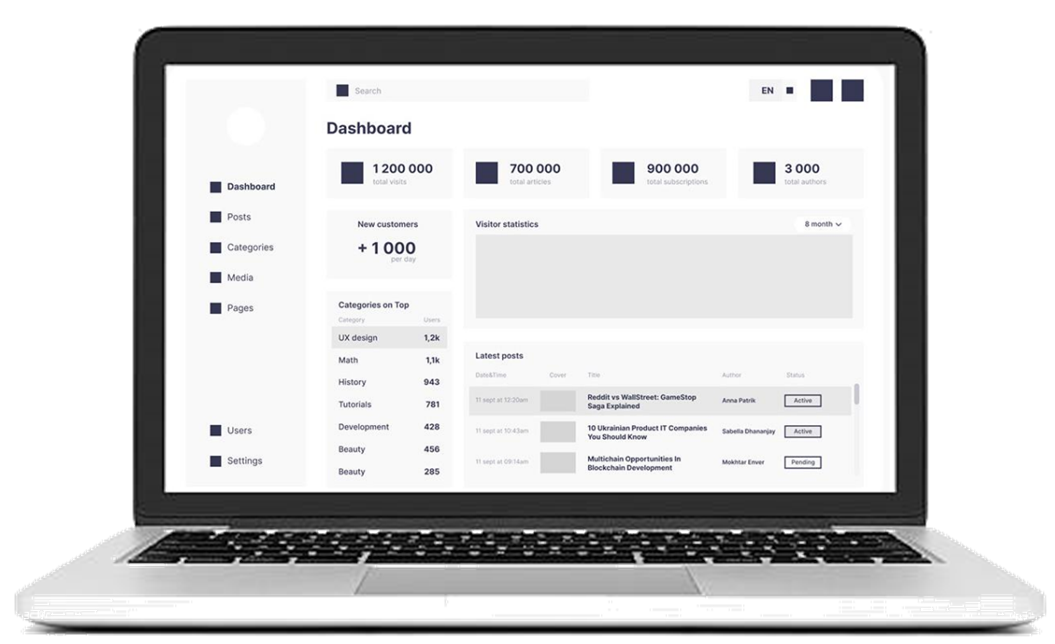 Search
EN
Dashboard
1 200 000
total visits
700 000
total articles
900 000
total subscriptions
3 000
total authors
Dashboard
Posts
Categories
Media
Pages
Users
Settings
New customers
+ 1 000
per day
Categories on Top
Category Users
UX design 1,2k
Math 1,1k
History 943
Tutorials 781
Development 428
Beauty 456
Beauty 285
Visitor statistics
8 month
Latest posts
Date&Time Cover Title Author Status
11 sept at 12:20am Reddit vs WallStreet: GameStop Anna Patrik Active
Saga Explained
11 sept at 10:43am 10 Ukrainian Product IT Companies Sabella Dhananjay Active
You Should Know
11 sept at 09:14am Multichain Opportunities In Mokhtar Enver Pending
Blockchain Development